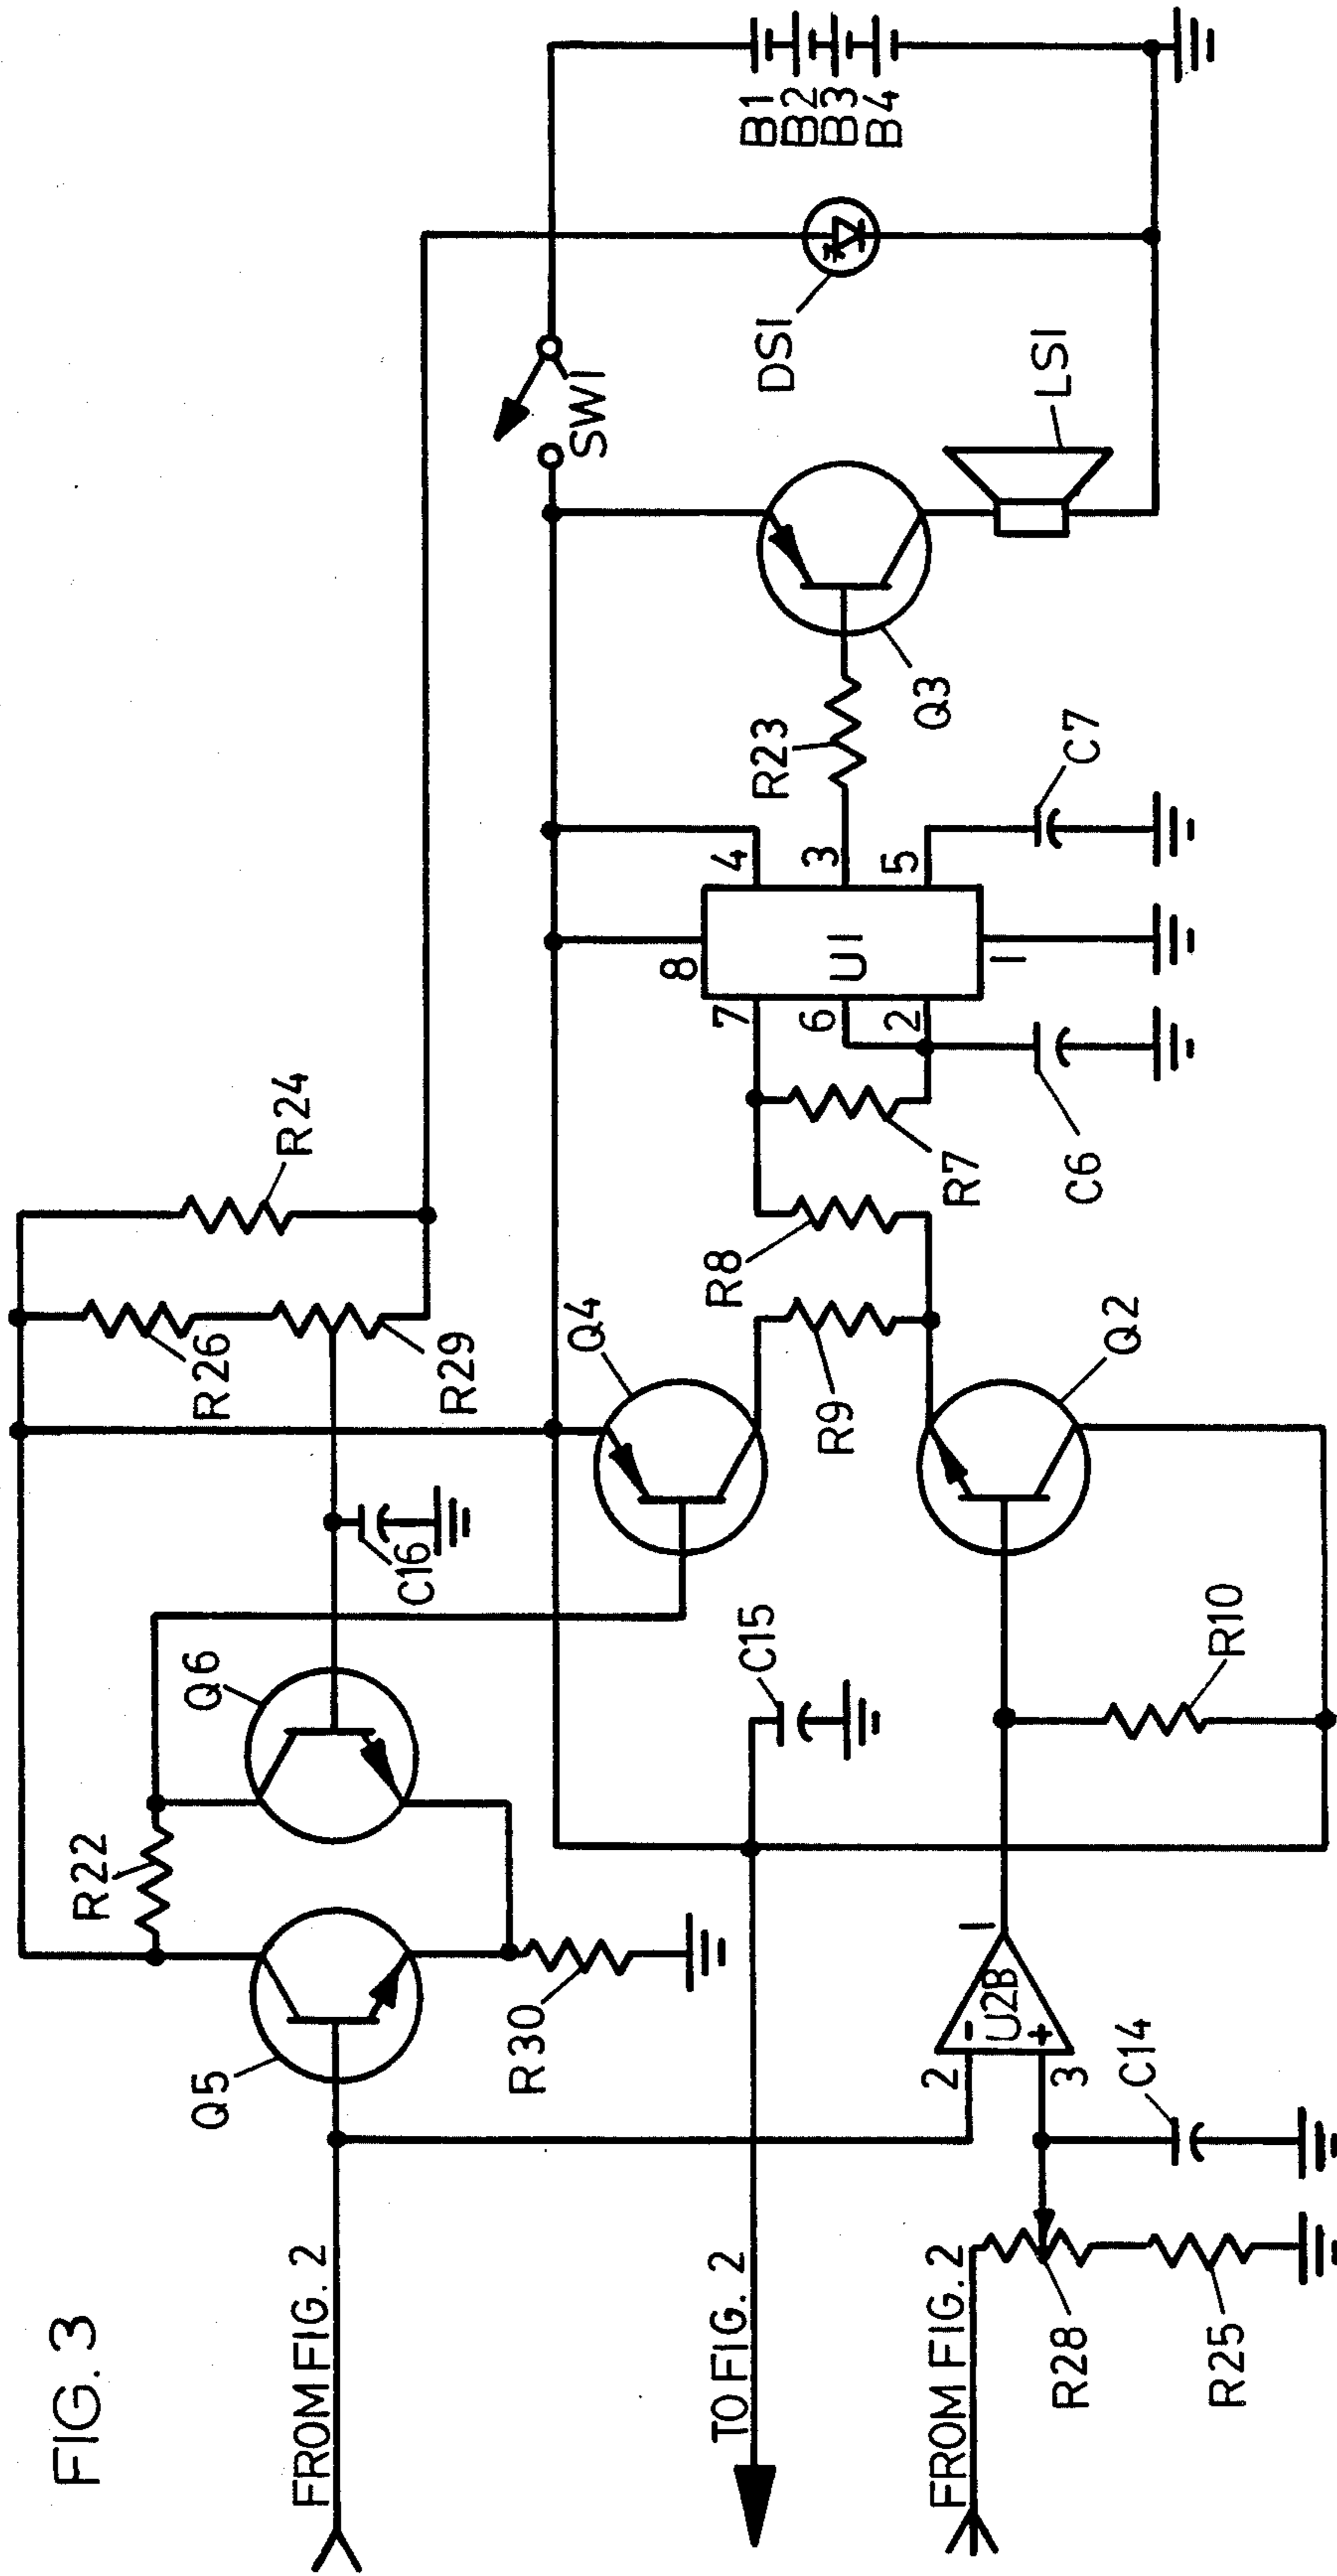 FIG. 3
FROM FIG. 2
TO FIG. 2
FROM FIG. 2
R28
R25
C14
2
3
U2B
-
+
1
Q5
R30
R22
Q6
R10
C15
C16
Q2
Q4
R9
R26
R29
R8
R24
R7
C6
7
6
2
8
U1
1
4
3
5
C7
R23
Q3
SW1
LS1
DS1
B1
B2
B3
B4